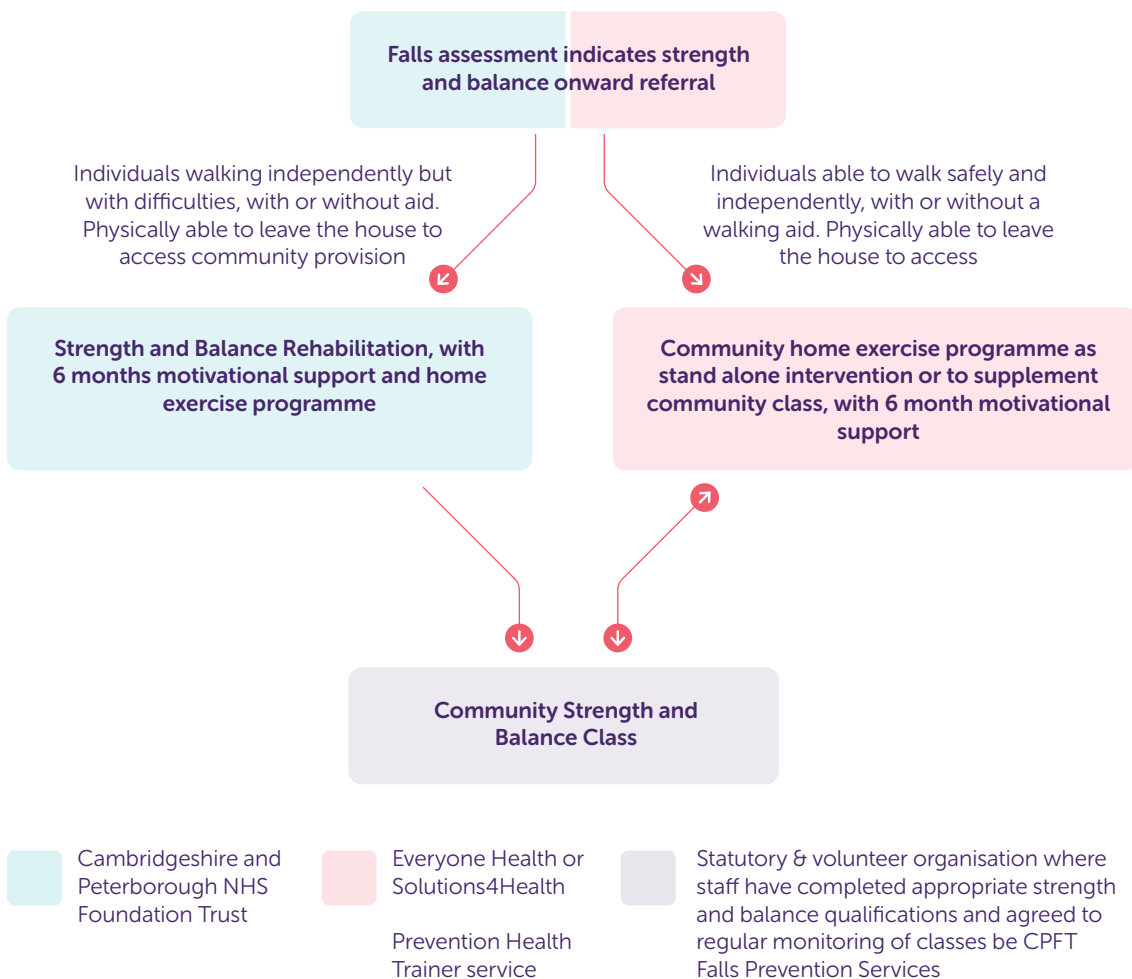 Falls assessment indicates strength
and balance onward referral
Individuals walking independently but
with difficulties, with or without aid.
Physically able to leave the house to
access community provision
Individuals able to walk safely and
independently, with or without a
walking aid. Physically able to leave
the house to access
Strength and Balance Rehabilitation, with
6 months motivational support and home
exercise programme
Community home exercise programme as
stand alone intervention or to supplement
community class, with 6 month motivational
support
Community Strength and
Balance Class
Cambridgeshire and
Peterborough NHS
Foundation Trust
Everyone Health or
Solutions4Health
Prevention Health
Trainer service
Statutory & volunteer organisation where
staff have completed appropriate strength
and balance qualifications and agreed to
regular monitoring of classes be CPFT
Falls Prevention Services